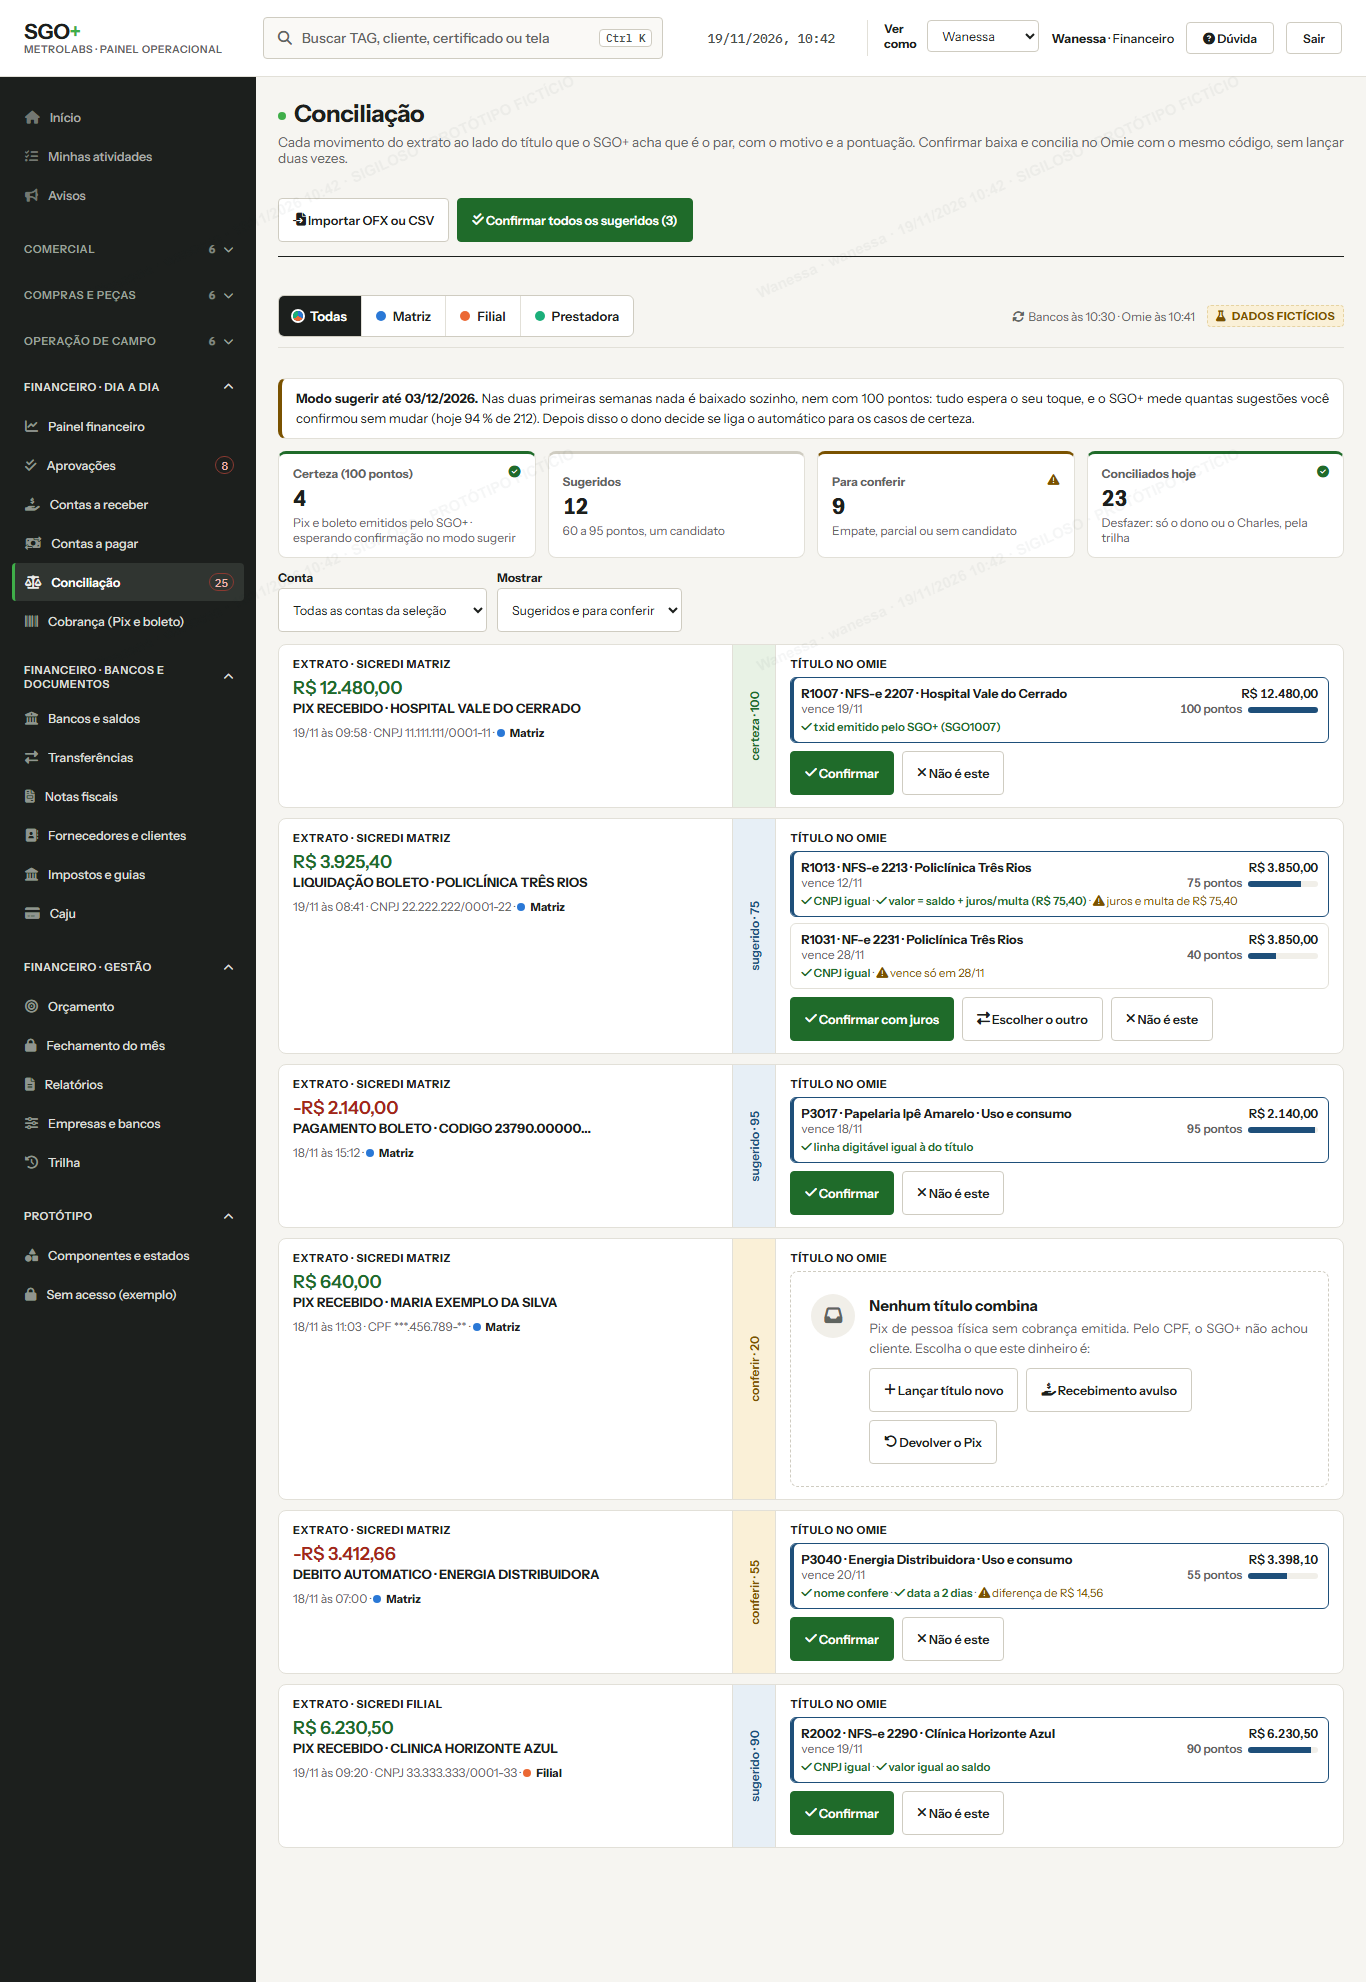 SGO+
METROLABS · PAINEL OPERACIONAL
Buscar TAG, cliente, certificado ou tela
Ctrl K
19/11/2026, 10:42
Ver como
Wanessa
Wanessa · Financeiro
Dúvida
Sair
Início
Minhas atividades
Avisos
COMERCIAL 6
COMPRAS E PEÇAS 6
OPERAÇÃO DE CAMPO 6
FINANCEIRO · DIA A DIA
Painel financeiro
Aprovações 8
Contas a receber
Contas a pagar
Conciliação 25
Cobrança (Pix e boleto)
FINANCEIRO · BANCOS E
DOCUMENTOS
Bancos e saldos
Transferências
Notas fiscais
Fornecedores e clientes
Impostos e guias
Caju
FINANCEIRO · GESTÃO
Orçamento
Fechamento do mês
Relatórios
Empresas e bancos
Trilha
PROTÓTIPO
Componentes e estados
Sem acesso (exemplo)
Conciliação
Cada movimento do extrato ao lado do título que o SGO+ acha que é o par, com o motivo e a pontuação. Confirmar baixa e concilia no Omie com o mesmo código, sem lançar
duas vezes.
Importar OFX ou CSV
Confirmar todos os sugeridos (3)
Todas
Matriz
Filial
Prestadora
Bancos às 10:30 · Omie às 10:41
DADOS FICTÍCIOS
Modo sugerir até 03/12/2026. Nas duas primeiras semanas nada é baixado sozinho, nem com 100 pontos: tudo espera o seu toque, e o SGO+ mede quantas sugestões você
confirmou sem mudar (hoje 94 % de 212). Depois disso o dono decide se liga o automático para os casos de certeza.
Certeza (100 pontos)
4
Pix e boleto emitidos pelo SGO+ ·
esperando confirmação no modo sugerir
Sugeridos
12
60 a 95 pontos, um candidato
Para conferir
9
Empate, parcial ou sem candidato
Conciliados hoje
23
Desfazer: só o dono ou o Charles, pela
trilha
Conta
Todas as contas da seleção
Mostrar
Sugeridos e para conferir
EXTRATO · SICREDI MATRIZ
R$ 12.480,00
PIX RECEBIDO · HOSPITAL VALE DO CERRADO
19/11 às 09:58 · CNPJ 11.111.111/0001-11 · Matriz
certeza · 100
TÍTULO NO OMIE
R1007 · NFS-e 2207 · Hospital Vale do Cerrado R$ 12.480,00
vence 19/11 100 pontos
txid emitido pelo SGO+ (SGO1007)
Confirmar
Não é este
EXTRATO · SICREDI MATRIZ
R$ 3.925,40
LIQUIDAÇÃO BOLETO · POLICLÍNICA TRÊS RIOS
19/11 às 08:41 · CNPJ 22.222.222/0001-22 · Matriz
sugerido · 75
TÍTULO NO OMIE
R1013 · NFS-e 2213 · Policlínica Três Rios R$ 3.850,00
vence 12/11 75 pontos
CNPJ igual · valor = saldo + juros/multa (R$ 75,40) · juros e multa de R$ 75,40
R1031 · NF-e 2231 · Policlínica Três Rios R$ 3.850,00
vence 28/11 40 pontos
CNPJ igual · vence só em 28/11
Confirmar com juros
Escolher o outro
Não é este
EXTRATO · SICREDI MATRIZ
-R$ 2.140,00
PAGAMENTO BOLETO · CODIGO 23790.00000...
18/11 às 15:12 · Matriz
sugerido · 95
TÍTULO NO OMIE
P3017 · Papelaria Ipê Amarelo · Uso e consumo R$ 2.140,00
vence 18/11 95 pontos
linha digitável igual à do título
Confirmar
Não é este
EXTRATO · SICREDI MATRIZ
R$ 640,00
PIX RECEBIDO · MARIA EXEMPLO DA SILVA
18/11 às 11:03 · CPF ***.456.789-** · Matriz
conferir · 20
TÍTULO NO OMIE
Nenhum título combina
Pix de pessoa física sem cobrança emitida. Pelo CPF, o SGO+ não achou
cliente. Escolha o que este dinheiro é:
Lançar título novo
Recebimento avulso
Devolver o Pix
EXTRATO · SICREDI MATRIZ
-R$ 3.412,66
DEBITO AUTOMATICO · ENERGIA DISTRIBUIDORA
18/11 às 07:00 · Matriz
conferir · 55
TÍTULO NO OMIE
P3040 · Energia Distribuidora · Uso e consumo R$ 3.398,10
vence 20/11 55 pontos
nome confere · data a 2 dias · diferença de R$ 14,56
Confirmar
Não é este
EXTRATO · SICREDI FILIAL
R$ 6.230,50
PIX RECEBIDO · CLINICA HORIZONTE AZUL
19/11 às 09:20 · CNPJ 33.333.333/0001-33 · Filial
sugerido · 90
TÍTULO NO OMIE
R2002 · NFS-e 2290 · Clínica Horizonte Azul R$ 6.230,50
vence 19/11 90 pontos
CNPJ igual · valor igual ao saldo
Confirmar
Não é este
Wanessa · wanessa · 19/11/2026 10:42 · SIGILOSO · PROTÓTIPO FICTÍCIO